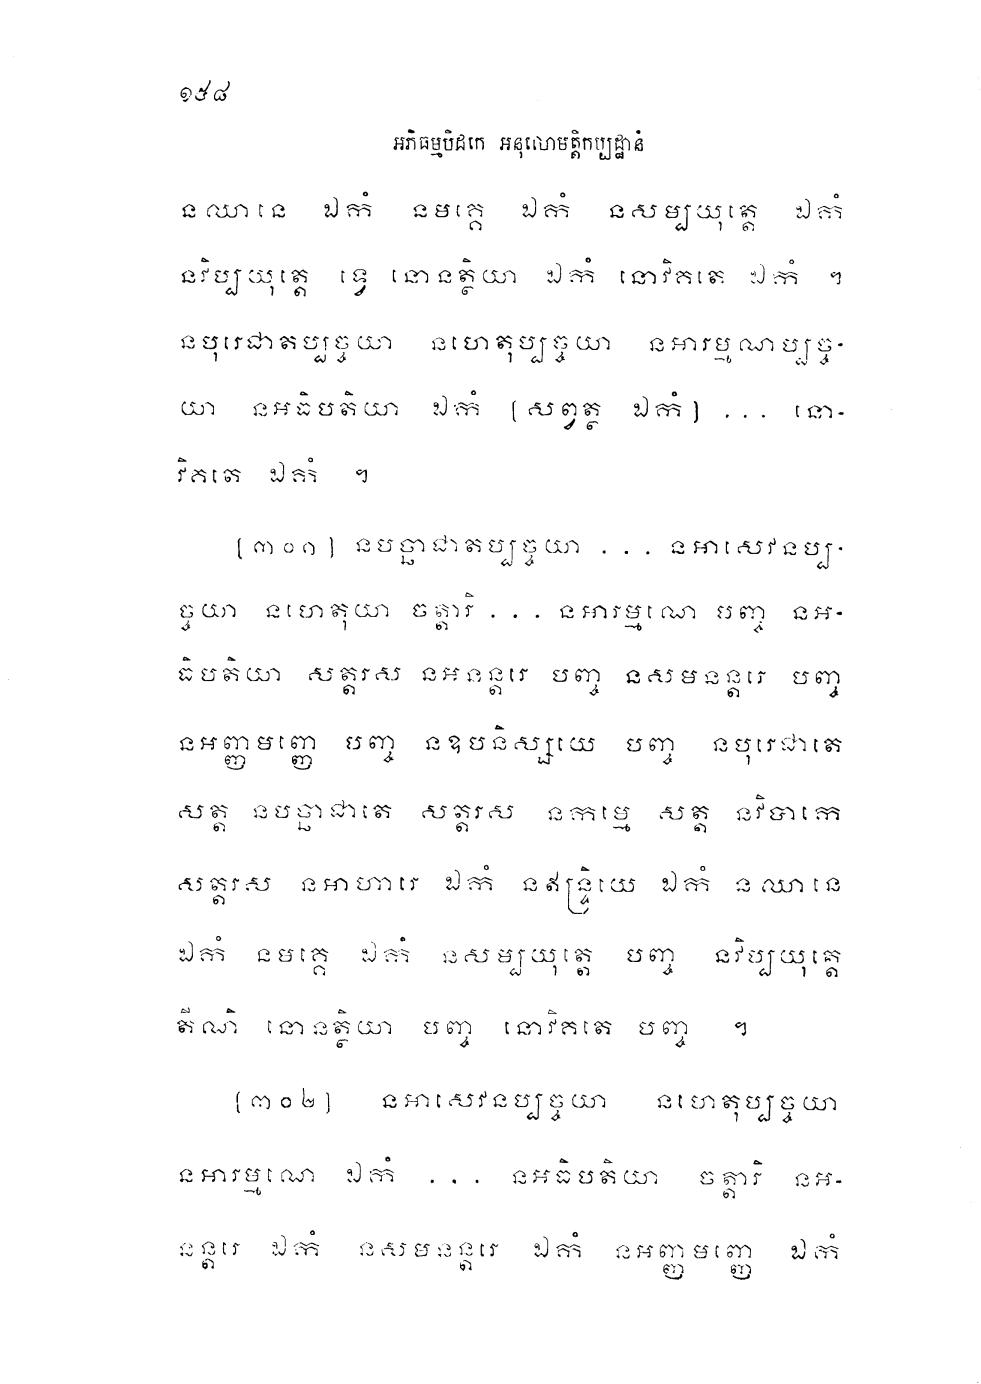 ១៥៨
អភិធម្មបិដកេ អនុលោមត្តិកប្បដ្ឋានំ
នឈានេ ឯកំ នមគ្គេ ឯកំ នសម្បយុត្តេ ឯកំ
នវិប្បយុត្តេ ទ្វេ នោនត្ថិយា ឯកំ នោវិគតេ ឯកំ ។
នបុរេជាតប្បច្ចយា នហេតុប្បច្ចយា នអារម្មណប្បច្ច-
យា នអធិបតិយា ឯកំ (សព្វត្ថ ឯកំ) ... នោ-
វិគតេ ឯកំ ។
(៣០១) នបច្ឆាជាតប្បច្ចយា ... នអាសេវនប្ប-
ច្ចយា នហេតុយា ចត្តារិ ... នអារម្មណេ បញ្ច នអ-
ធិបតិយា សត្តរស នអនន្តរេ បញ្ច នសមនន្តរេ បញ្ច
នអញ្ញមញ្ញេ បញ្ច នឧបនិស្សយេ បញ្ច នបុរេជាតេ
សត្ត នបច្ឆាជាតេ សត្តរស នកម្មេ សត្ត នវិបាកេ
សត្តរស នអាហារេ ឯកំ នឥន្ទ្រិយេ ឯកំ នឈានេ
ឯកំ នមគ្គេ ឯកំ នសម្បយុត្តេ បញ្ច នវិប្បយុត្តេ
តីណិ នោនត្ថិយា បញ្ច នោវិគតេ បញ្ច ។
(៣០២) នអាសេវនប្បច្ចយា នហេតុប្បច្ចយា
នអារម្មណេ ឯកំ ... នអធិបតិយា ចត្តារិ នអ-
នន្តរេ ឯកំ នសមនន្តរេ ឯកំ នអញ្ញមញ្ញេ ឯកំ